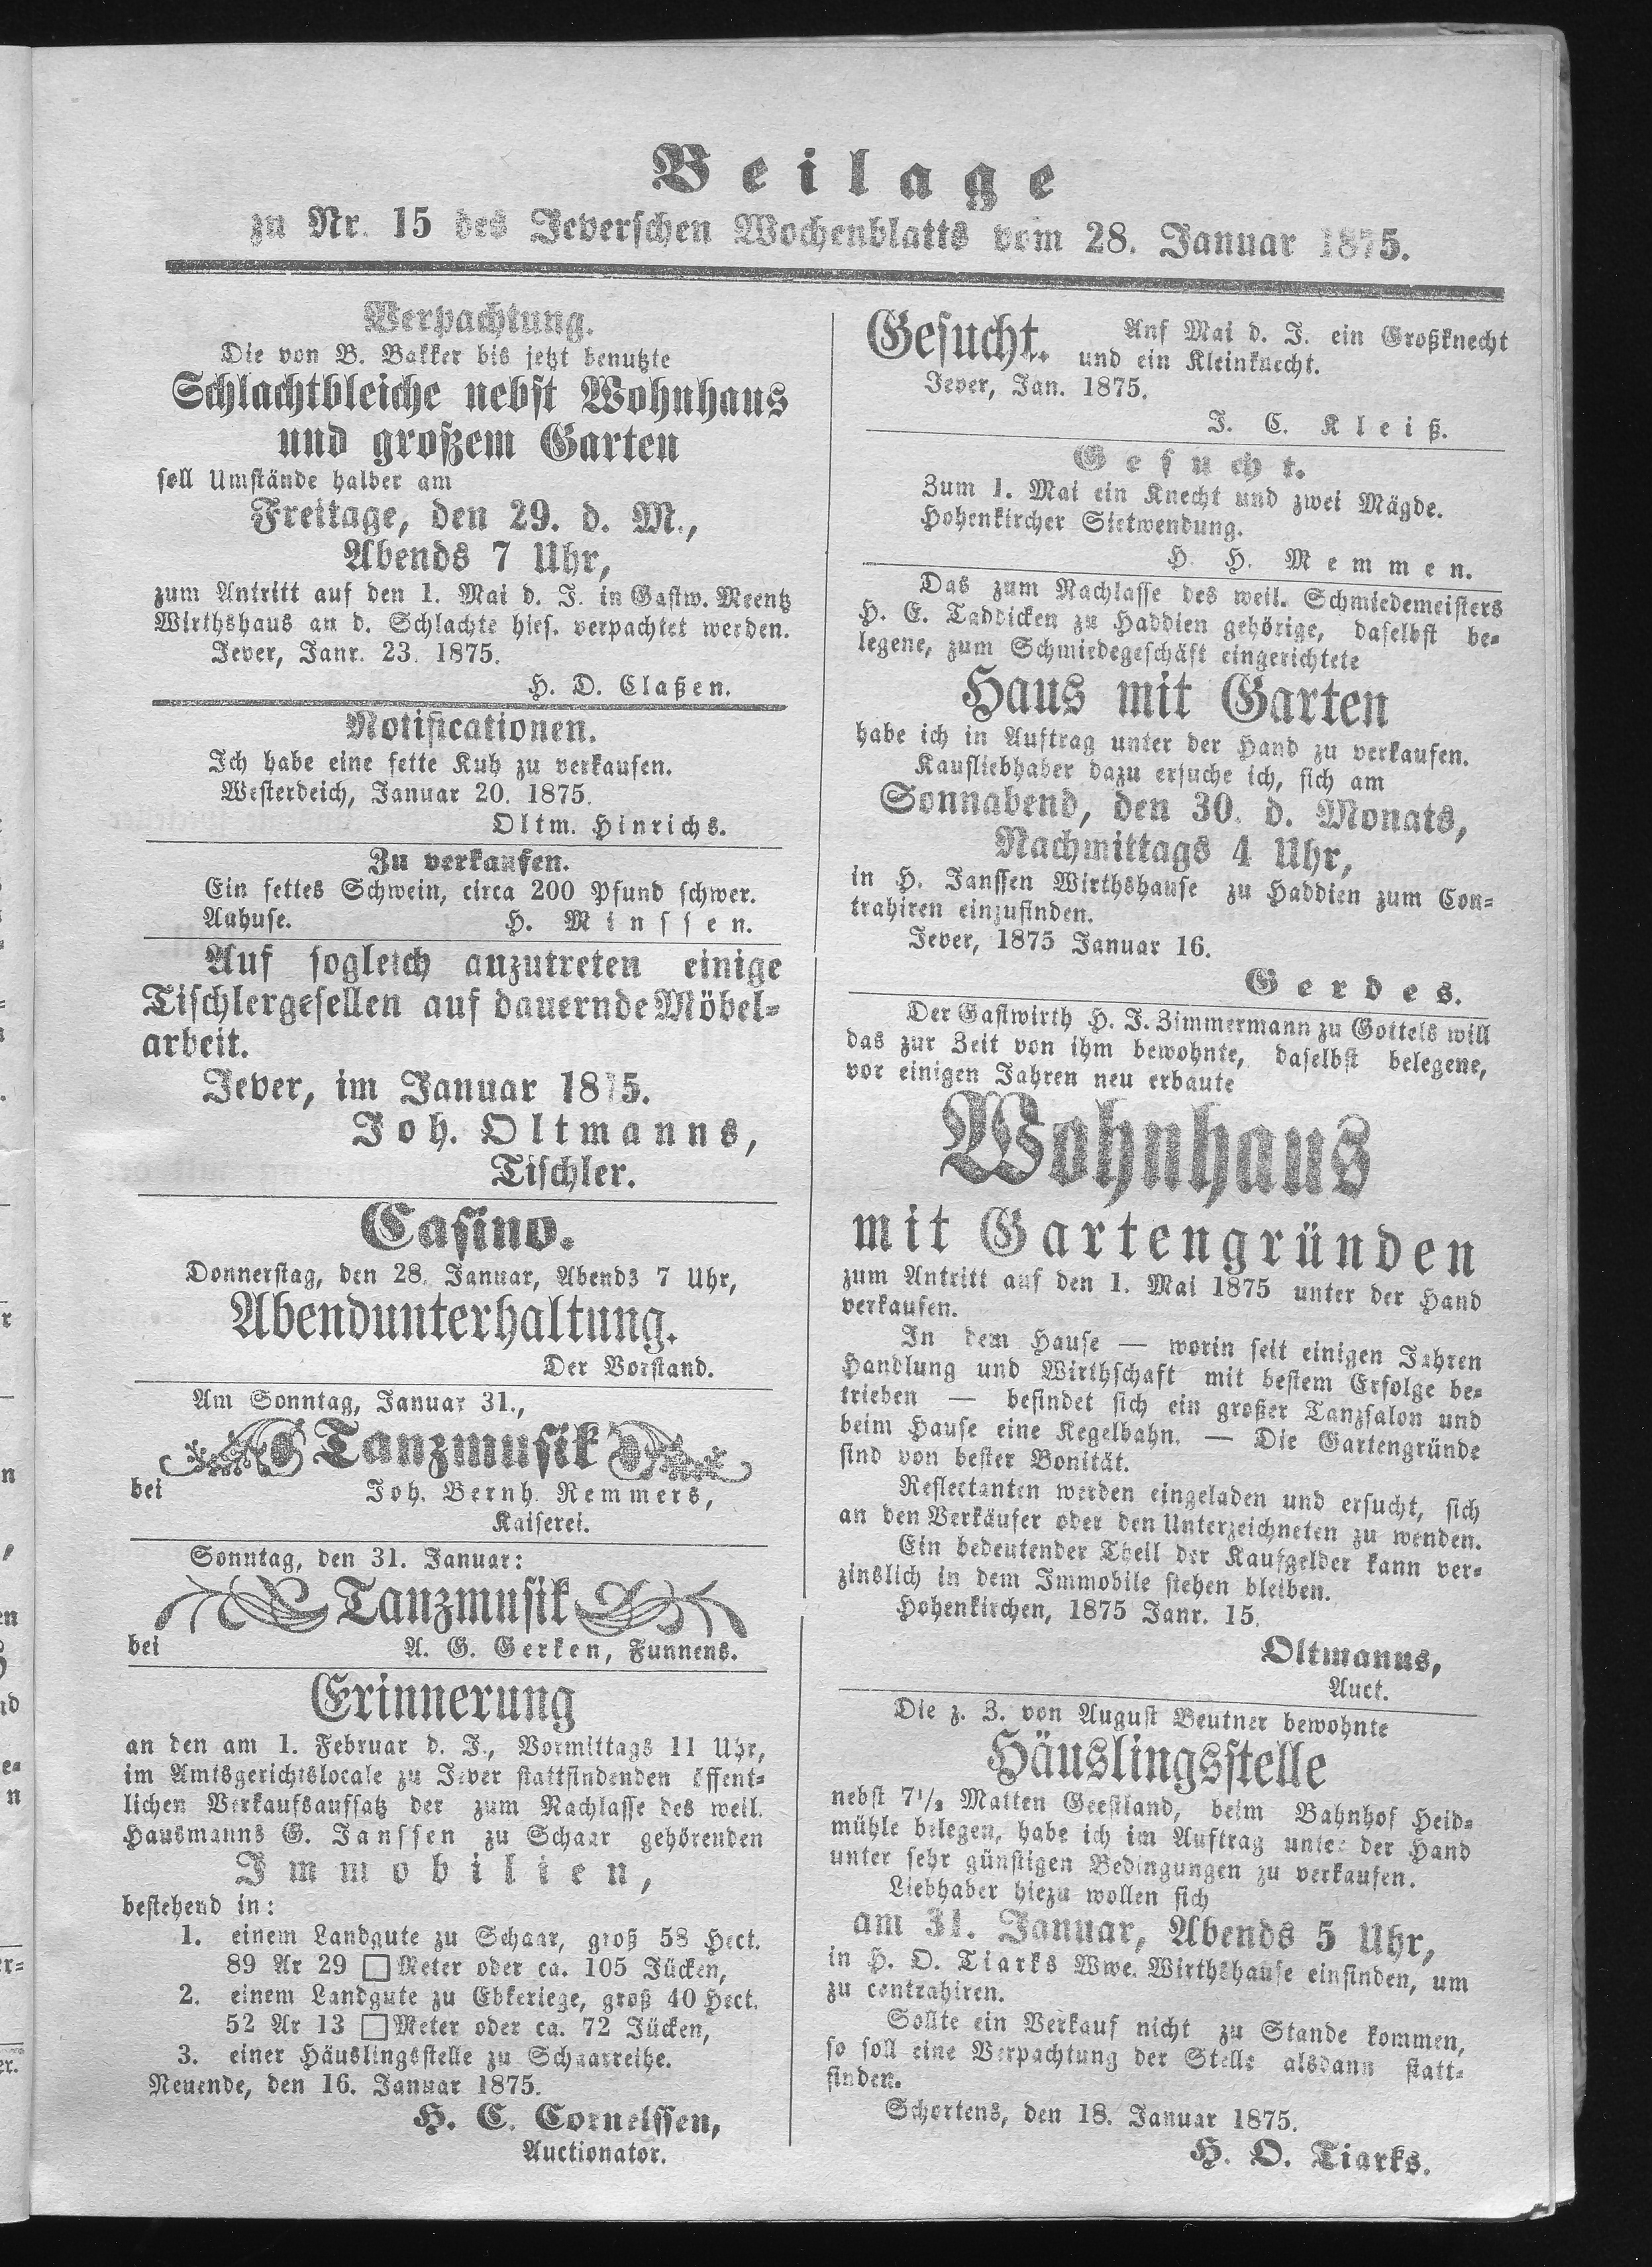 Beilage
zu Nr. 15 des Jeverschen Wochenblatts vom 28. Januar 1875.
Verpachtung.
Die von B. Bakker bis jetzt benutzte
Schlachtbleiche nebst Wohnhaus
und großem Garten
soll Umstände halber am
Freitage, den 29. d. M.,
Abends 7 Uhr,
zum Antritt auf den 1. Mai d. J. in Gastw. Meentz
Wirthshaus an d. Schlachte hies. verpachtet werden.
Jever, Janr. 23. 1875.
H. D. Claßen.
Notificationen.
Ich habe eine fette Kuh zu verkaufen.
Westerdeich, Januar 20. 1875.
Oltm. Hinrichs.
Zu verkaufen.
Ein fettes Schwein, circa 200 Pfund schwer.
Aahuse. H. Minssen.
Auf sogleich anzutreten einige
Tischlergesellen auf dauernde Möbel-
arbeit.
Jever, im Januar 1875.
Joh. Oltmanns,
Tischler.
Casino.
Donnerstag, den 28. Januar, Abends 7 Uhr,
Abendunterhaltung.
Der Vorstand.
Am Sonntag, Januar 31.,
Tanzmusik
bei Joh. Bernh. Remmers,
Kaiserei.
Sonntag, den 31. Januar:
Tanzmusik
bei A. G. Gerken, Funnens.
Erinnerung
an den am 1. Februar d. J., Vormittags 11 Uhr,
im Amtsgerichtslocale zu Jever stattfindenden öffent-
lichen Verkaufsaufsatz der zum Nachlasse des weil.
Hausmanns G. Janssen zu Schaar gehörenden
Immobilien,
bestehend in:
1. einem Landgute zu Schaar, groß 58 Hect.
89 Ar 29 □Meter oder ca. 105 Jücken,
2. einem Landgute zu Ebkeriege, groß 40 Hect.
52 Ar 13 □Meter oder ca. 72 Jücken,
3. einer Häuslingsstelle zu Schaarreihe.
Neuende, den 16. Januar 1875.
H. C. Cornelssen,
Auctionator.
Gesucht. Auf Mai d. J. ein Großknecht
und ein Kleinknecht.
Jever, Jan. 1875.
J. C. Kleiß.
Gesucht.
Zum 1. Mai ein Knecht und zwei Mägde.
Hohenkircher Sietwendung.
H. H. Memmen.
Das zum Nachlasse des weil. Schmiedemeisters
H. E. Taddicken zu Haddien gehörige, daselbst be-
legene, zum Schmiedegeschäft eingerichtete
Haus mit Garten
habe ich in Auftrag unter der Hand zu verkaufen.
Kaufliebhaber dazu ersuche ich, sich am
Sonnabend, den 30. d. Monats,
Nachmittags 4 Uhr,
in H. Janssen Wirthshause zu Haddien zum Con-
trahiren einzufinden.
Jever, 1875 Januar 16.
Gerdes.
Der Gastwirth H. J. Zimmermann zu Gottels will
das zur Zeit von ihm bewohnte, daselbst belegene,
vor einigen Jahren neu erbaute
Wohnhaus
mit Gartengründen
zum Antritt auf den 1. Mai 1875 unter der Hand
verkaufen.
In dem Hause — worin seit einigen Jahren
Handlung und Wirthschaft mit bestem Erfolge be-
trieben — befindet sich ein großer Tanzsalon und
beim Hause eine Kegelbahn. — Die Gartengründe
sind von bester Bonität.
Reflectanten werden eingeladen und ersucht, sich
an den Verkäufer oder den Unterzeichneten zu wenden.
Ein bedeutender Theil der Kaufgelder kann ver-
zinslich in dem Immobile stehen bleiben.
Hohenkirchen, 1875 Janr. 15.
Oltmanns,
Auct.
Die z. Z. von August Beutner bewohnte
Häuslingsstelle
nebst 7½ Matten Geestland, beim Bahnhof Heid-
mühle belegen, habe ich im Auftrag unter der Hand
unter sehr günstigen Bedingungen zu verkaufen.
Liebhaber hiezu wollen sich
am 31. Januar, Abends 5 Uhr,
in H. O. Tiarks Wwe. Wirthshause einfinden, um
zu contrahiren.
Sollte ein Verkauf nicht zu Stande kommen,
so soll eine Verpachtung der Stelle alsdann statt-
finden.
Schortens, den 18. Januar 1875.
H. O. Tiarks.